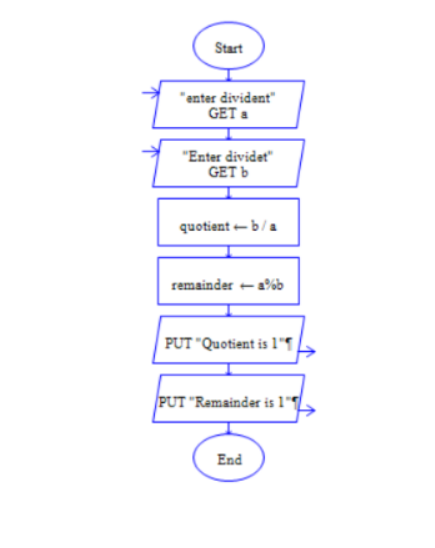 Start
"enter divident"
GET a
"Enter dividet"
GET b
quotient ← b / a
remainder ← a%b
PUT "Quotient is 1"¶
PUT "Remainder is 1"¶
End